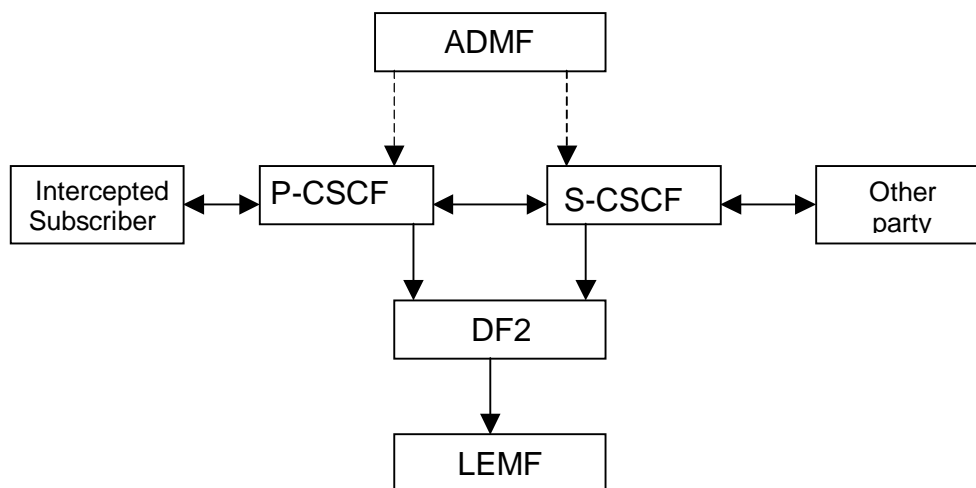 ADMF
Intercepted
Subscriber
P-CSCF
S-CSCF
Other
party
DF2
LEMF